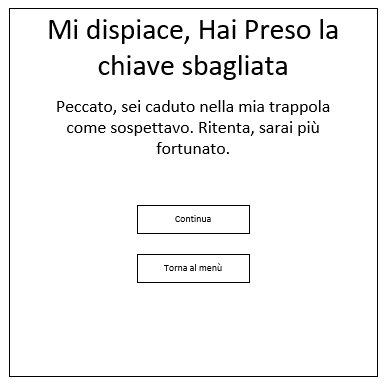 Mi dispiace, Hai Preso la
chiave sbagliata
Peccato, sei caduto nella mia trappola
come sospettavo. Ritenta, sarai più
fortunato.
Continua
Torna al menù